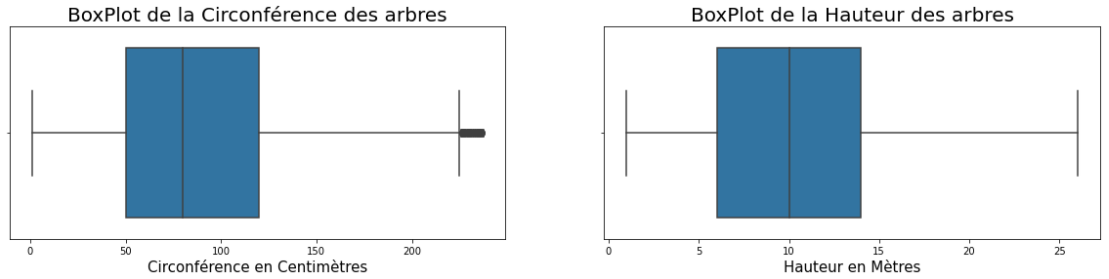 BoxPlot de la Circonférence des arbres
0 50 100 150 200
Circonférence en Centimètres
BoxPlot de la Hauteur des arbres
0 5 10 15 20 25
Hauteur en Mètres